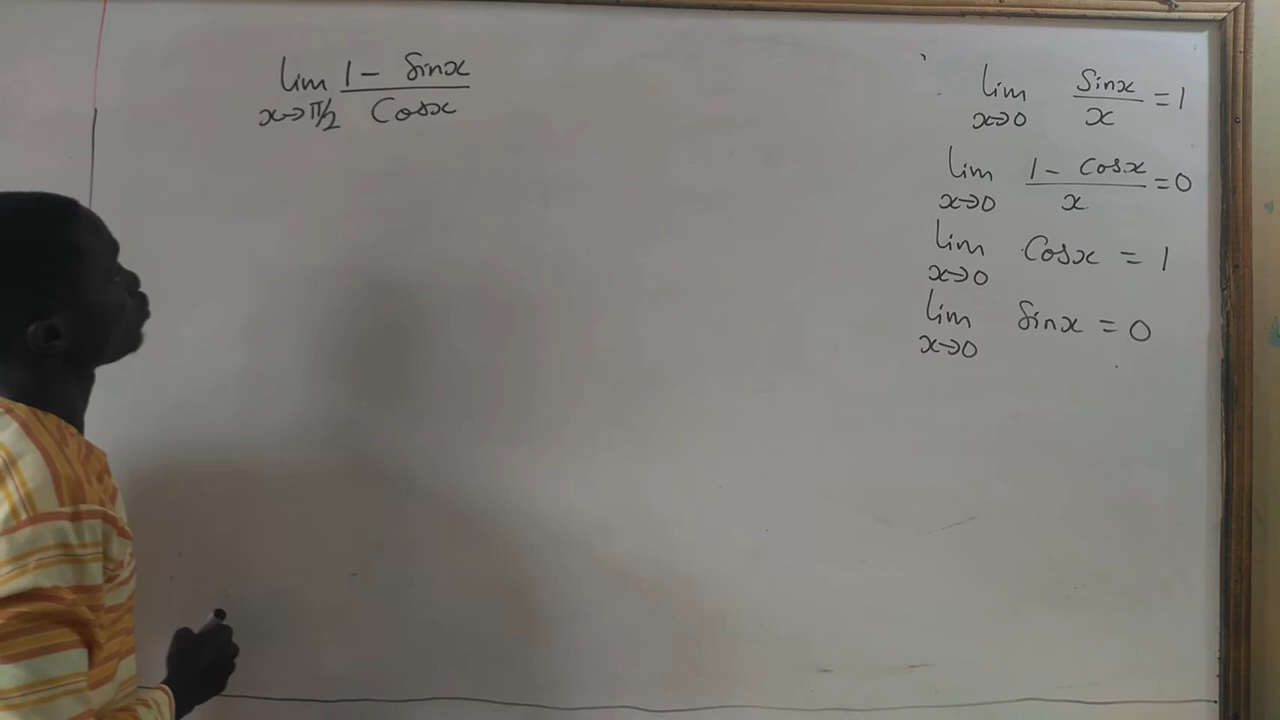 lim 1 - Sinx
x→π/2 Cosx
lim Sinx/x = 1
x→0
lim 1 - Cosx/x = 0
x→0
lim Cosx = 1
x→0
lim Sinx = 0
x→0